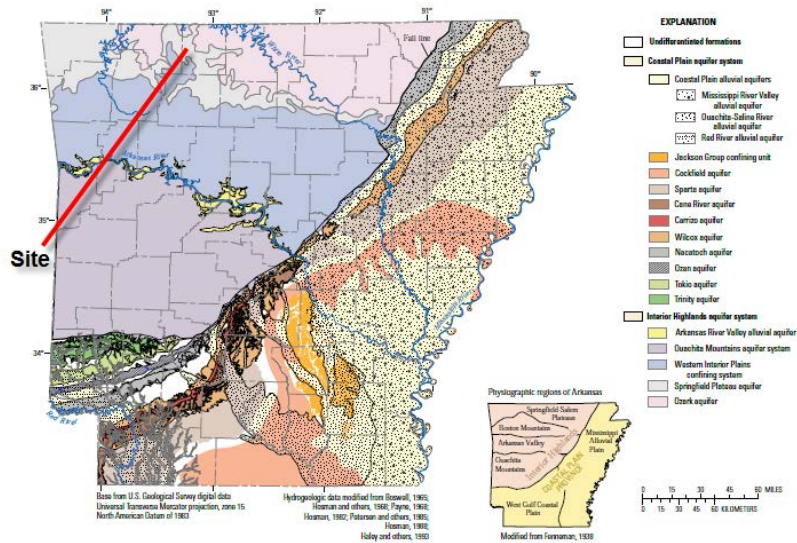 94°
93°
92°
91°
White River
Fall line
36°
90°
Arkansas River
35°
Site
34°
Red River
Base from U.S. Geological Survey digital data
Universal Transverse Mercator projection, zone 15
North American Datum of 1983
Hydrogeologic data modified from Boswell, 1965;
Hosman and others, 1968; Payne, 1968;
Hosman, 1982; Petersen and others, 1985;
Hosman, 1988;
Haley and others, 1993
EXPLANATION
Undifferentiated formations
Coastal Plain aquifer system
Coastal Plain alluvial aquifers
Mississippi River Valley
alluvial aquifer
Ouachita-Saline River
alluvial aquifer
Red River alluvial aquifer
Jackson Group confining unit
Cockfield aquifer
Sparta aquifer
Cane River aquifer
Carrizo aquifer
Wilcox aquifer
Nacatoch aquifer
Ozan aquifer
Tokio aquifer
Trinity aquifer
Interior Highlands aquifer system
Arkansas River Valley alluvial aquifer
Ouachita Mountains aquifer system
Western Interior Plains
confining system
Springfield Plateau aquifer
Ozark aquifer
Physiographic regions of Arkansas
Springfield-Salem
Plateaus
Boston Mountains
Arkansas Valley
Ouachita
Mountains
Interior Highlands
COASTAL PLAIN
PROVINCE
Mississippi
Alluvial
Plain
West Gulf Coastal
Plain
Modified from Fenneman, 1938
0 15 30 45 60 MILES
0 15 30 45 60 KILOMETERS